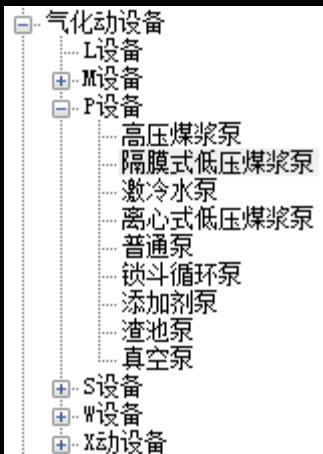 气化动设备
L设备
M设备
P设备
高压煤浆泵
隔膜式低压煤浆泵
激冷水泵
离心式低压煤浆泵
普通泵
锁斗循环泵
添加剂泵
渣池泵
真空泵
S设备
W设备
X动设备